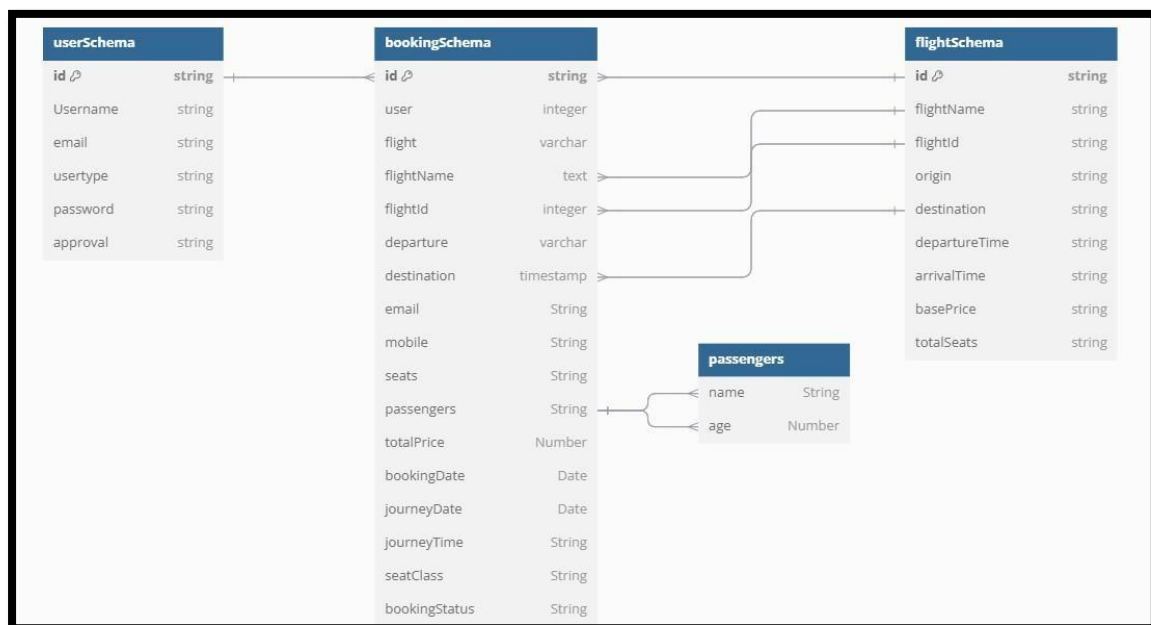 userSchema
id string
Username string
email string
usertype string
password string
approval string
bookingSchema
id string
user integer
flight varchar
flightName text
flightId integer
departure varchar
destination timestamp
email String
mobile String
seats String
passengers String
totalPrice Number
bookingDate Date
journeyDate Date
journeyTime String
seatClass String
bookingStatus String
passengers
name String
age Number
flightSchema
id string
flightName string
flightId string
origin string
destination string
departureTime string
arrivalTime string
basePrice string
totalSeats string